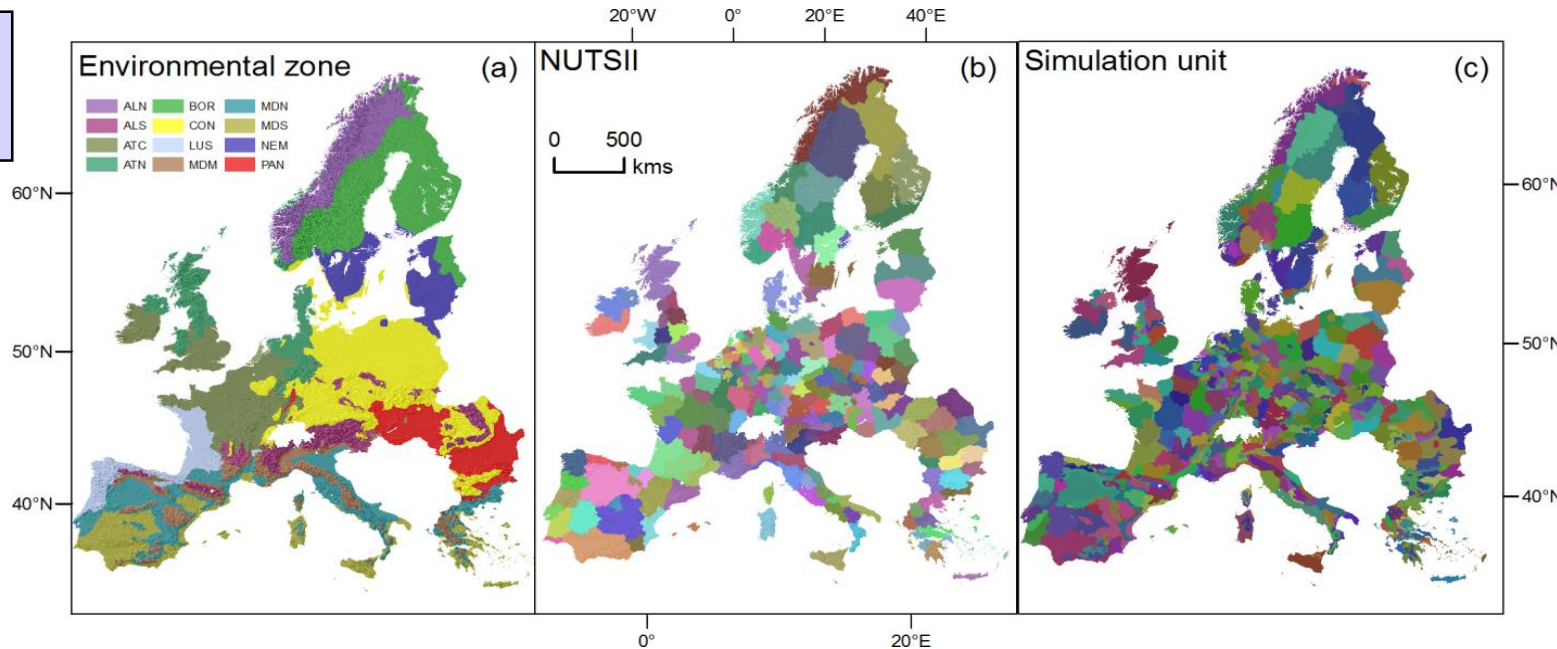 20°W 0° 20°E 40°E
Environmental zone (a)
ALN BOR MDN
ALS CON MDS
ATC LUS NEM
ATN MDM PAN
NUTSII (b)
0 500
kms
Simulation unit (c)
60°N
50°N
40°N
60°N
50°N
40°N
0° 20°E